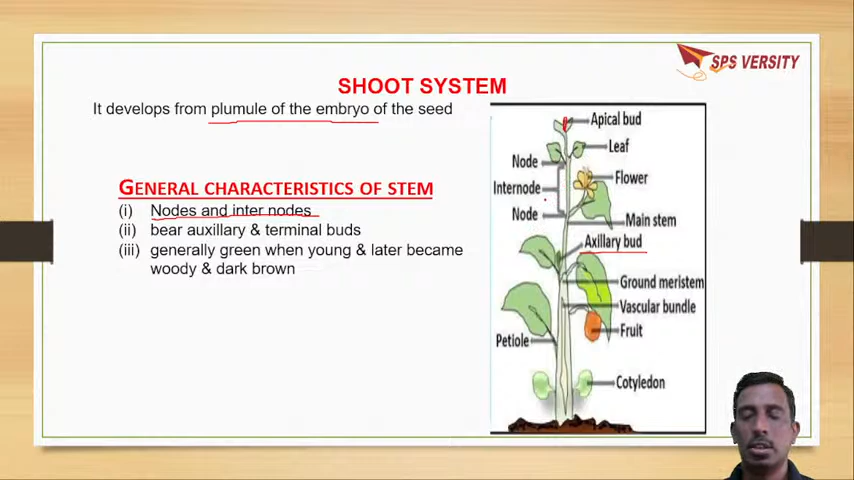 SPS VERSITY
SHOOT SYSTEM
It develops from plumule of the embryo of the seed
GENERAL CHARACTERISTICS OF STEM
(i) Nodes and inter nodes
(ii) bear auxillary & terminal buds
(iii) generally green when young & later became
woody & dark brown
Apical bud
Leaf
Node
Flower
Internode
Node
Main stem
Axillary bud
Ground meristem
Vascular bundle
Fruit
Petiole
Cotyledon